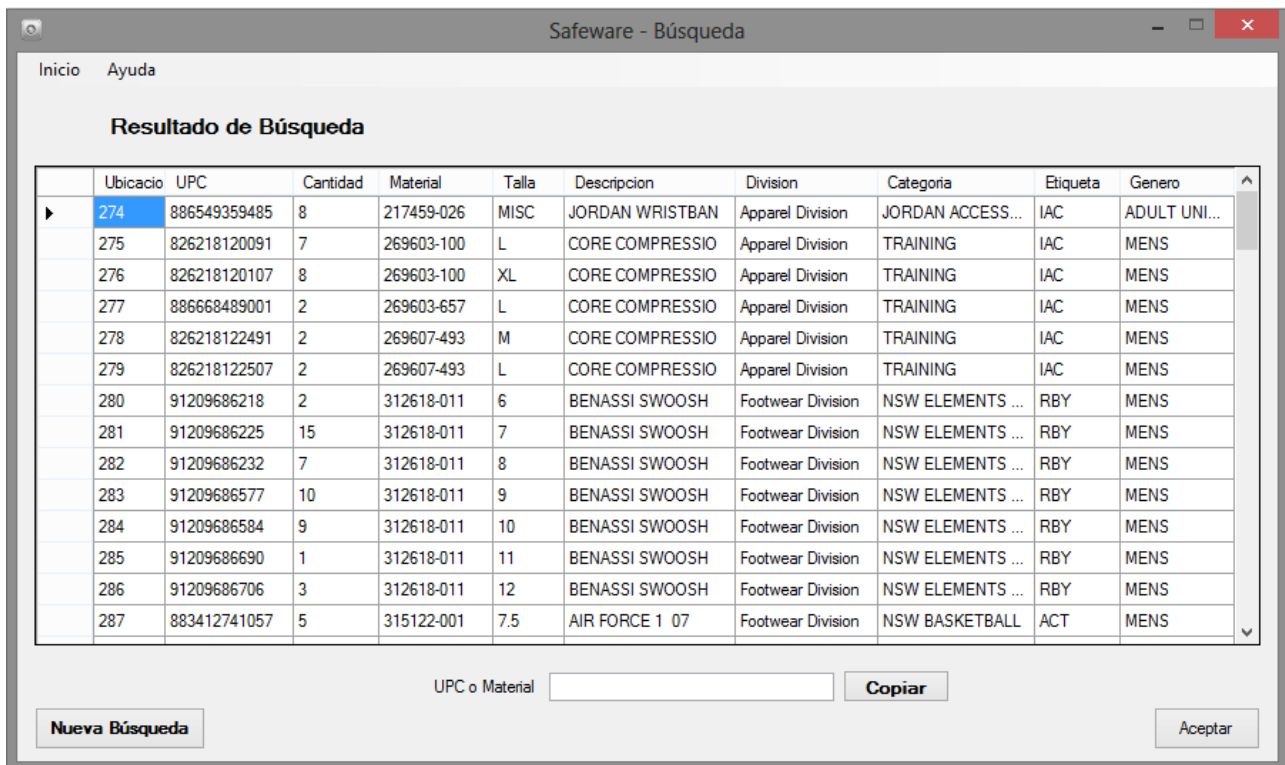 Safeware - Búsqueda
Inicio Ayuda
Resultado de Búsqueda
Ubicacio UPC Cantidad Material Talla Descripcion Division Categoria Etiqueta Genero
274 886549359485 8 217459-026 MISC JORDAN WRISTBAN Apparel Division JORDAN ACCESS... IAC ADULT UNI...
275 826218120091 7 269603-100 L CORE COMPRESSIO Apparel Division TRAINING IAC MENS
276 826218120107 8 269603-100 XL CORE COMPRESSIO Apparel Division TRAINING IAC MENS
277 886668489001 2 269603-657 L CORE COMPRESSIO Apparel Division TRAINING IAC MENS
278 826218122491 2 269607-493 M CORE COMPRESSIO Apparel Division TRAINING IAC MENS
279 826218122507 2 269607-493 L CORE COMPRESSIO Apparel Division TRAINING IAC MENS
280 91209686218 2 312618-011 6 BENASSI SWOOSH Footwear Division NSW ELEMENTS ... RBY MENS
281 91209686225 15 312618-011 7 BENASSI SWOOSH Footwear Division NSW ELEMENTS ... RBY MENS
282 91209686232 7 312618-011 8 BENASSI SWOOSH Footwear Division NSW ELEMENTS ... RBY MENS
283 91209686577 10 312618-011 9 BENASSI SWOOSH Footwear Division NSW ELEMENTS ... RBY MENS
284 91209686584 9 312618-011 10 BENASSI SWOOSH Footwear Division NSW ELEMENTS ... RBY MENS
285 91209686690 1 312618-011 11 BENASSI SWOOSH Footwear Division NSW ELEMENTS ... RBY MENS
286 91209686706 3 312618-011 12 BENASSI SWOOSH Footwear Division NSW ELEMENTS ... RBY MENS
287 883412741057 5 315122-001 7.5 AIR FORCE 1 07 Footwear Division NSW BASKETBALL ACT MENS
UPC o Material Copiar
Nueva Búsqueda Aceptar